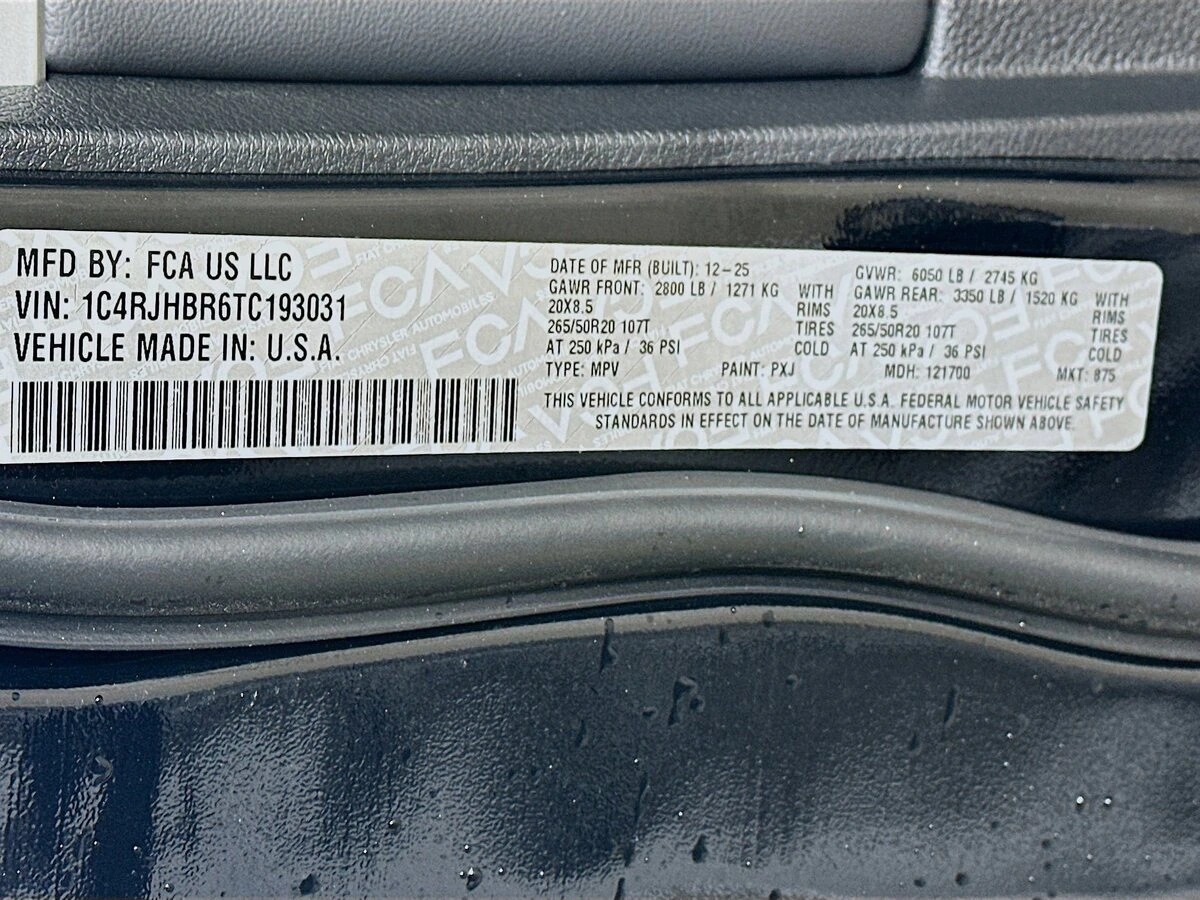 MFD BY: FCA US LLC
VIN: 1C4RJHBR6TC193031
VEHICLE MADE IN: U.S.A.
DATE OF MFR (BUILT): 12-25
GAWR FRONT: 2800 LB / 1271 KG WITH
20X8.5 RIMS
265/50R20 107T TIRES
AT 250 kPa / 36 PSI COLD
GVWR: 6050 LB / 2745 KG
GAWR REAR: 3350 LB / 1520 KG WITH
20X8.5 RIMS
265/50R20 107T TIRES
AT 250 kPa / 36 PSI COLD
TYPE: MPV PAINT: PXJ MDH: 121700 MKT: 875
THIS VEHICLE CONFORMS TO ALL APPLICABLE U.S.A. FEDERAL MOTOR VEHICLE SAFETY
STANDARDS IN EFFECT ON THE DATE OF MANUFACTURE SHOWN ABOVE.